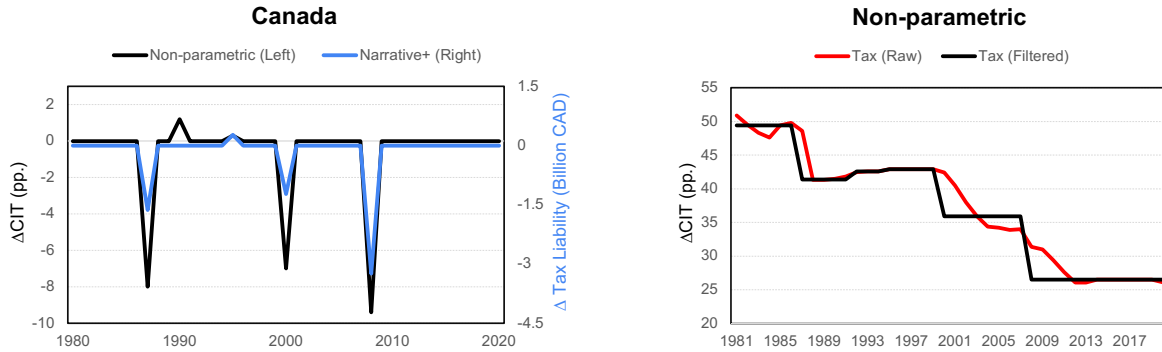 Canada
Non-parametric (Left) Narrative+ (Right)
ΔCIT (pp.)
2
0
-2
-4
-6
-8
-10
1980 1990 2000 2010 2020
1.5
0
-1.5
-3
-4.5
Δ Tax Liability (Billion CAD)
Non-parametric
Tax (Raw) Tax (Filtered)
ΔCIT (pp.)
55
50
45
40
35
30
25
20
1981 1985 1989 1993 1997 2001 2005 2009 2013 2017